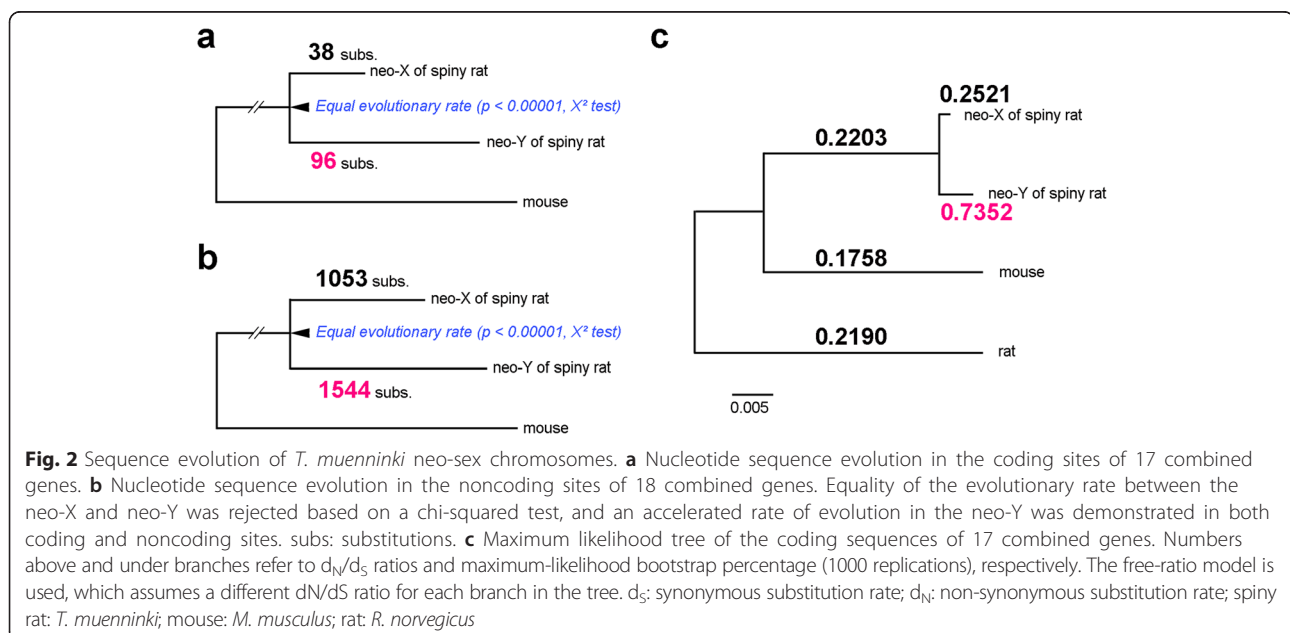 a
38 subs.
neo-X of spiny rat
Equal evolutionary rate (p < 0.00001, X² test)
neo-Y of spiny rat
96 subs.
mouse
b
1053 subs.
neo-X of spiny rat
Equal evolutionary rate (p < 0.00001, X² test)
neo-Y of spiny rat
1544 subs.
mouse
c
0.2521
neo-X of spiny rat
0.2203
neo-Y of spiny rat
0.7352
0.1758
mouse
0.2190
rat
0.005
Fig. 2 Sequence evolution of T. muenninki neo-sex chromosomes. a Nucleotide sequence evolution in the coding sites of 17 combined
genes. b Nucleotide sequence evolution in the noncoding sites of 18 combined genes. Equality of the evolutionary rate between the
neo-X and neo-Y was rejected based on a chi-squared test, and an accelerated rate of evolution in the neo-Y was demonstrated in both
coding and noncoding sites. subs: substitutions. c Maximum likelihood tree of the coding sequences of 17 combined genes. Numbers
above and under branches refer to dN/dS ratios and maximum-likelihood bootstrap percentage (1000 replications), respectively. The free-ratio model is
used, which assumes a different dN/dS ratio for each branch in the tree. dS: synonymous substitution rate; dN: non-synonymous substitution rate; spiny
rat: T. muenninki; mouse: M. musculus; rat: R. norvegicus